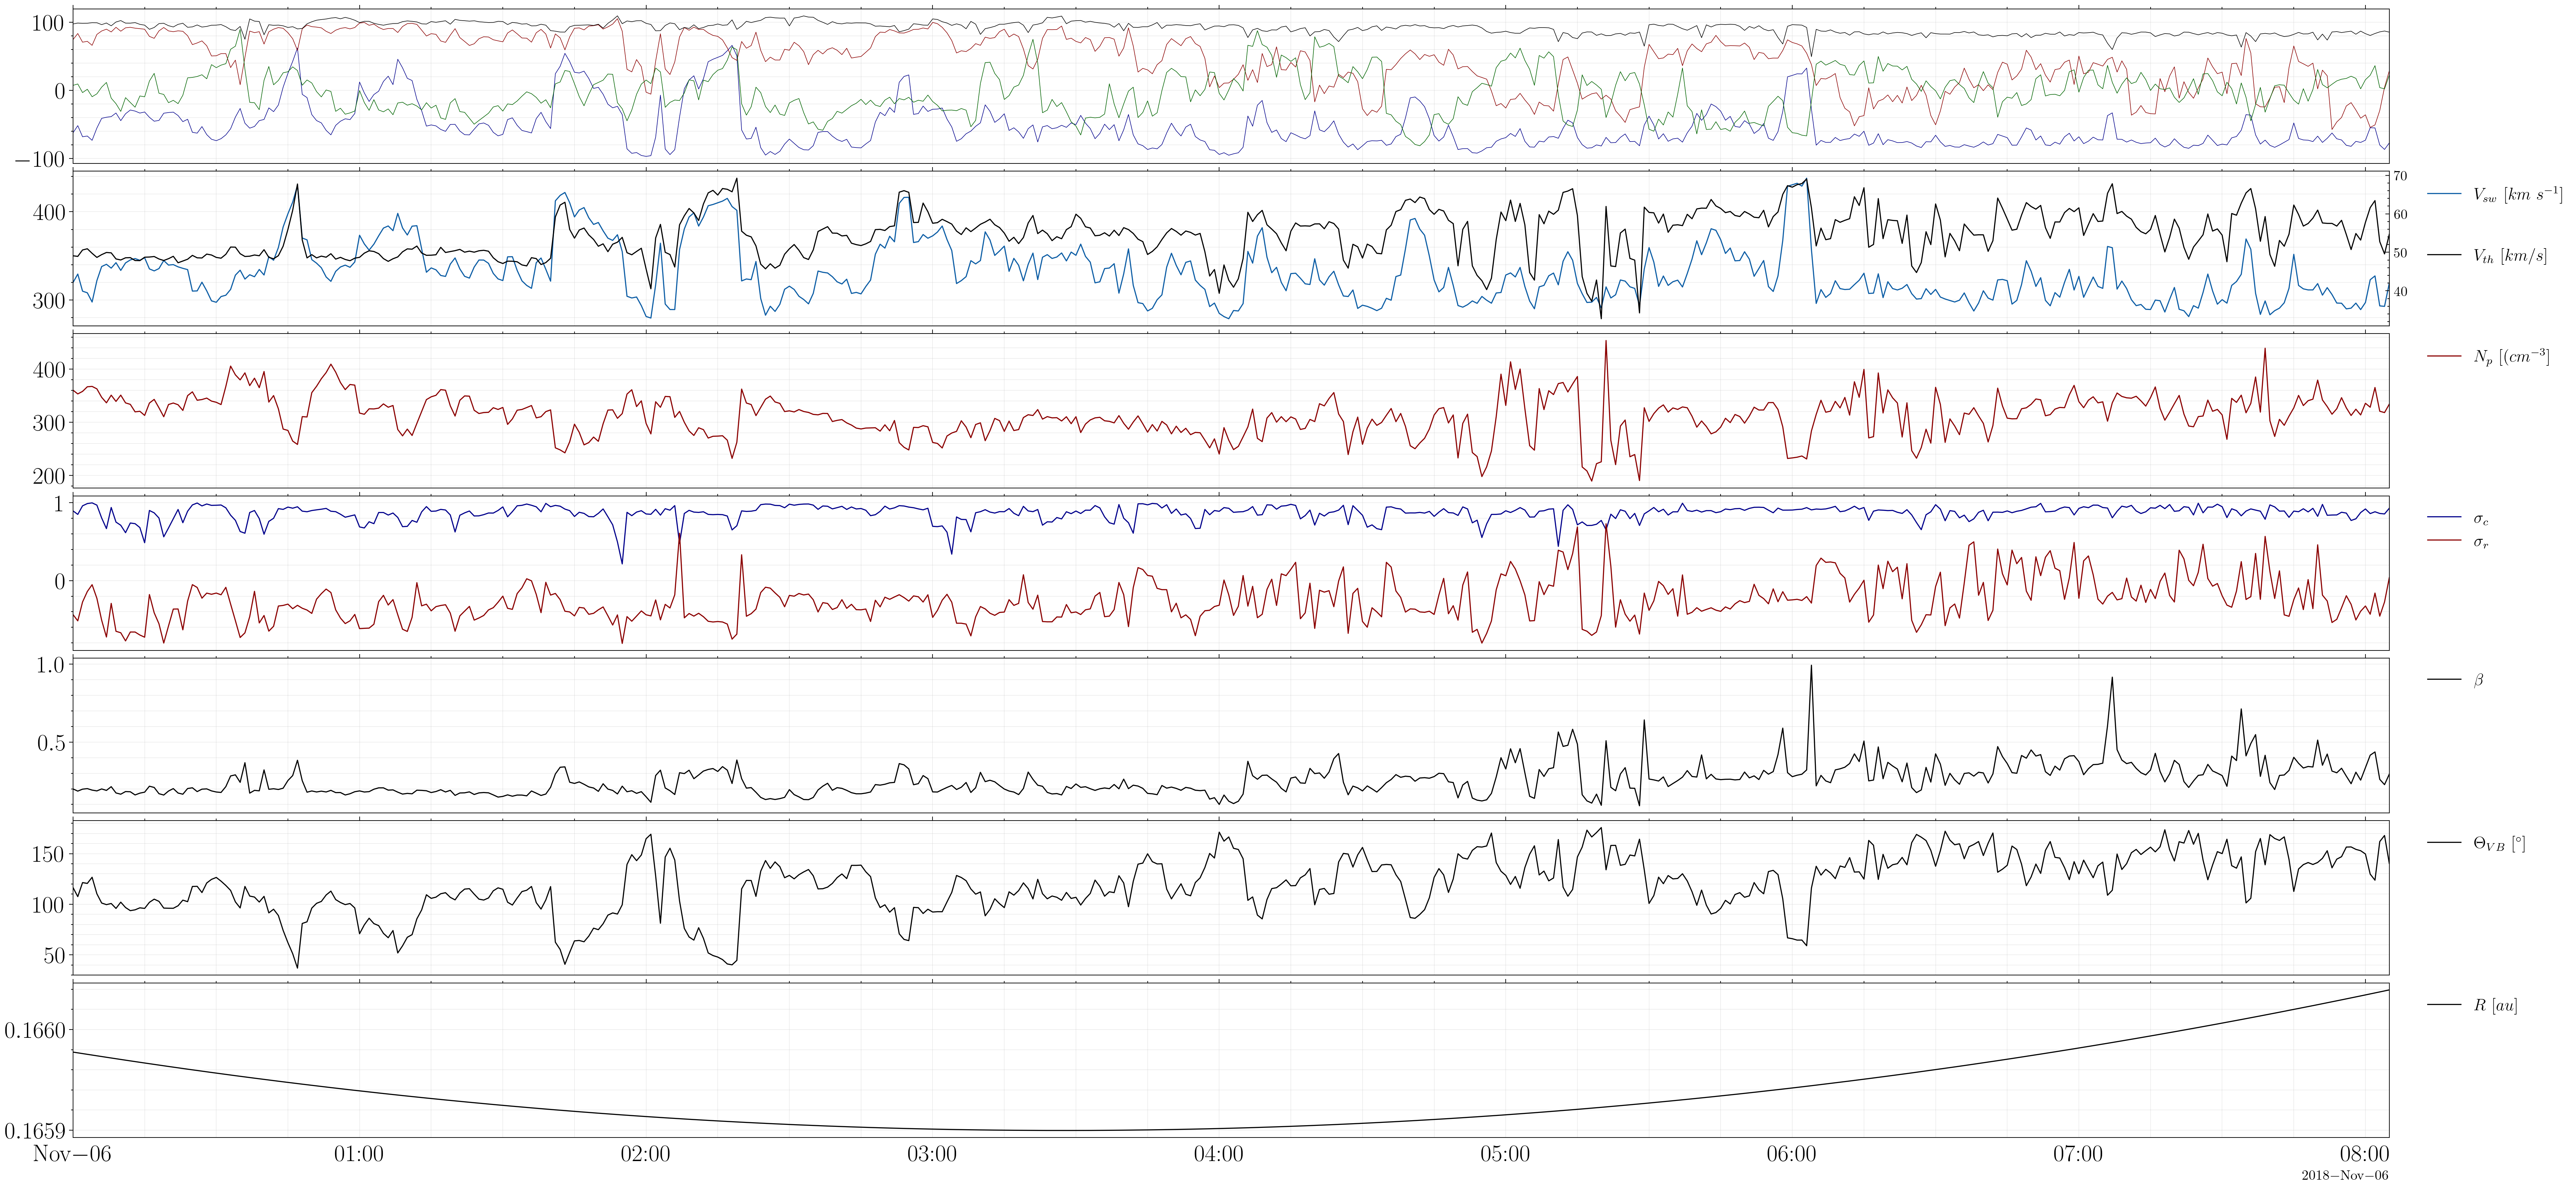 100
0
−100
400
300
70
60
50
40
V_sw [km s⁻¹]
V_th [km/s]
400
300
200
N_p [(cm⁻³]
1
0
σ_c
σ_r
1.0
0.5
β
150
100
50
Θ_VB [°]
0.1660
0.1659
R [au]
Nov−06 01:00 02:00 03:00 04:00 05:00 06:00 07:00 08:00
2018−Nov−06